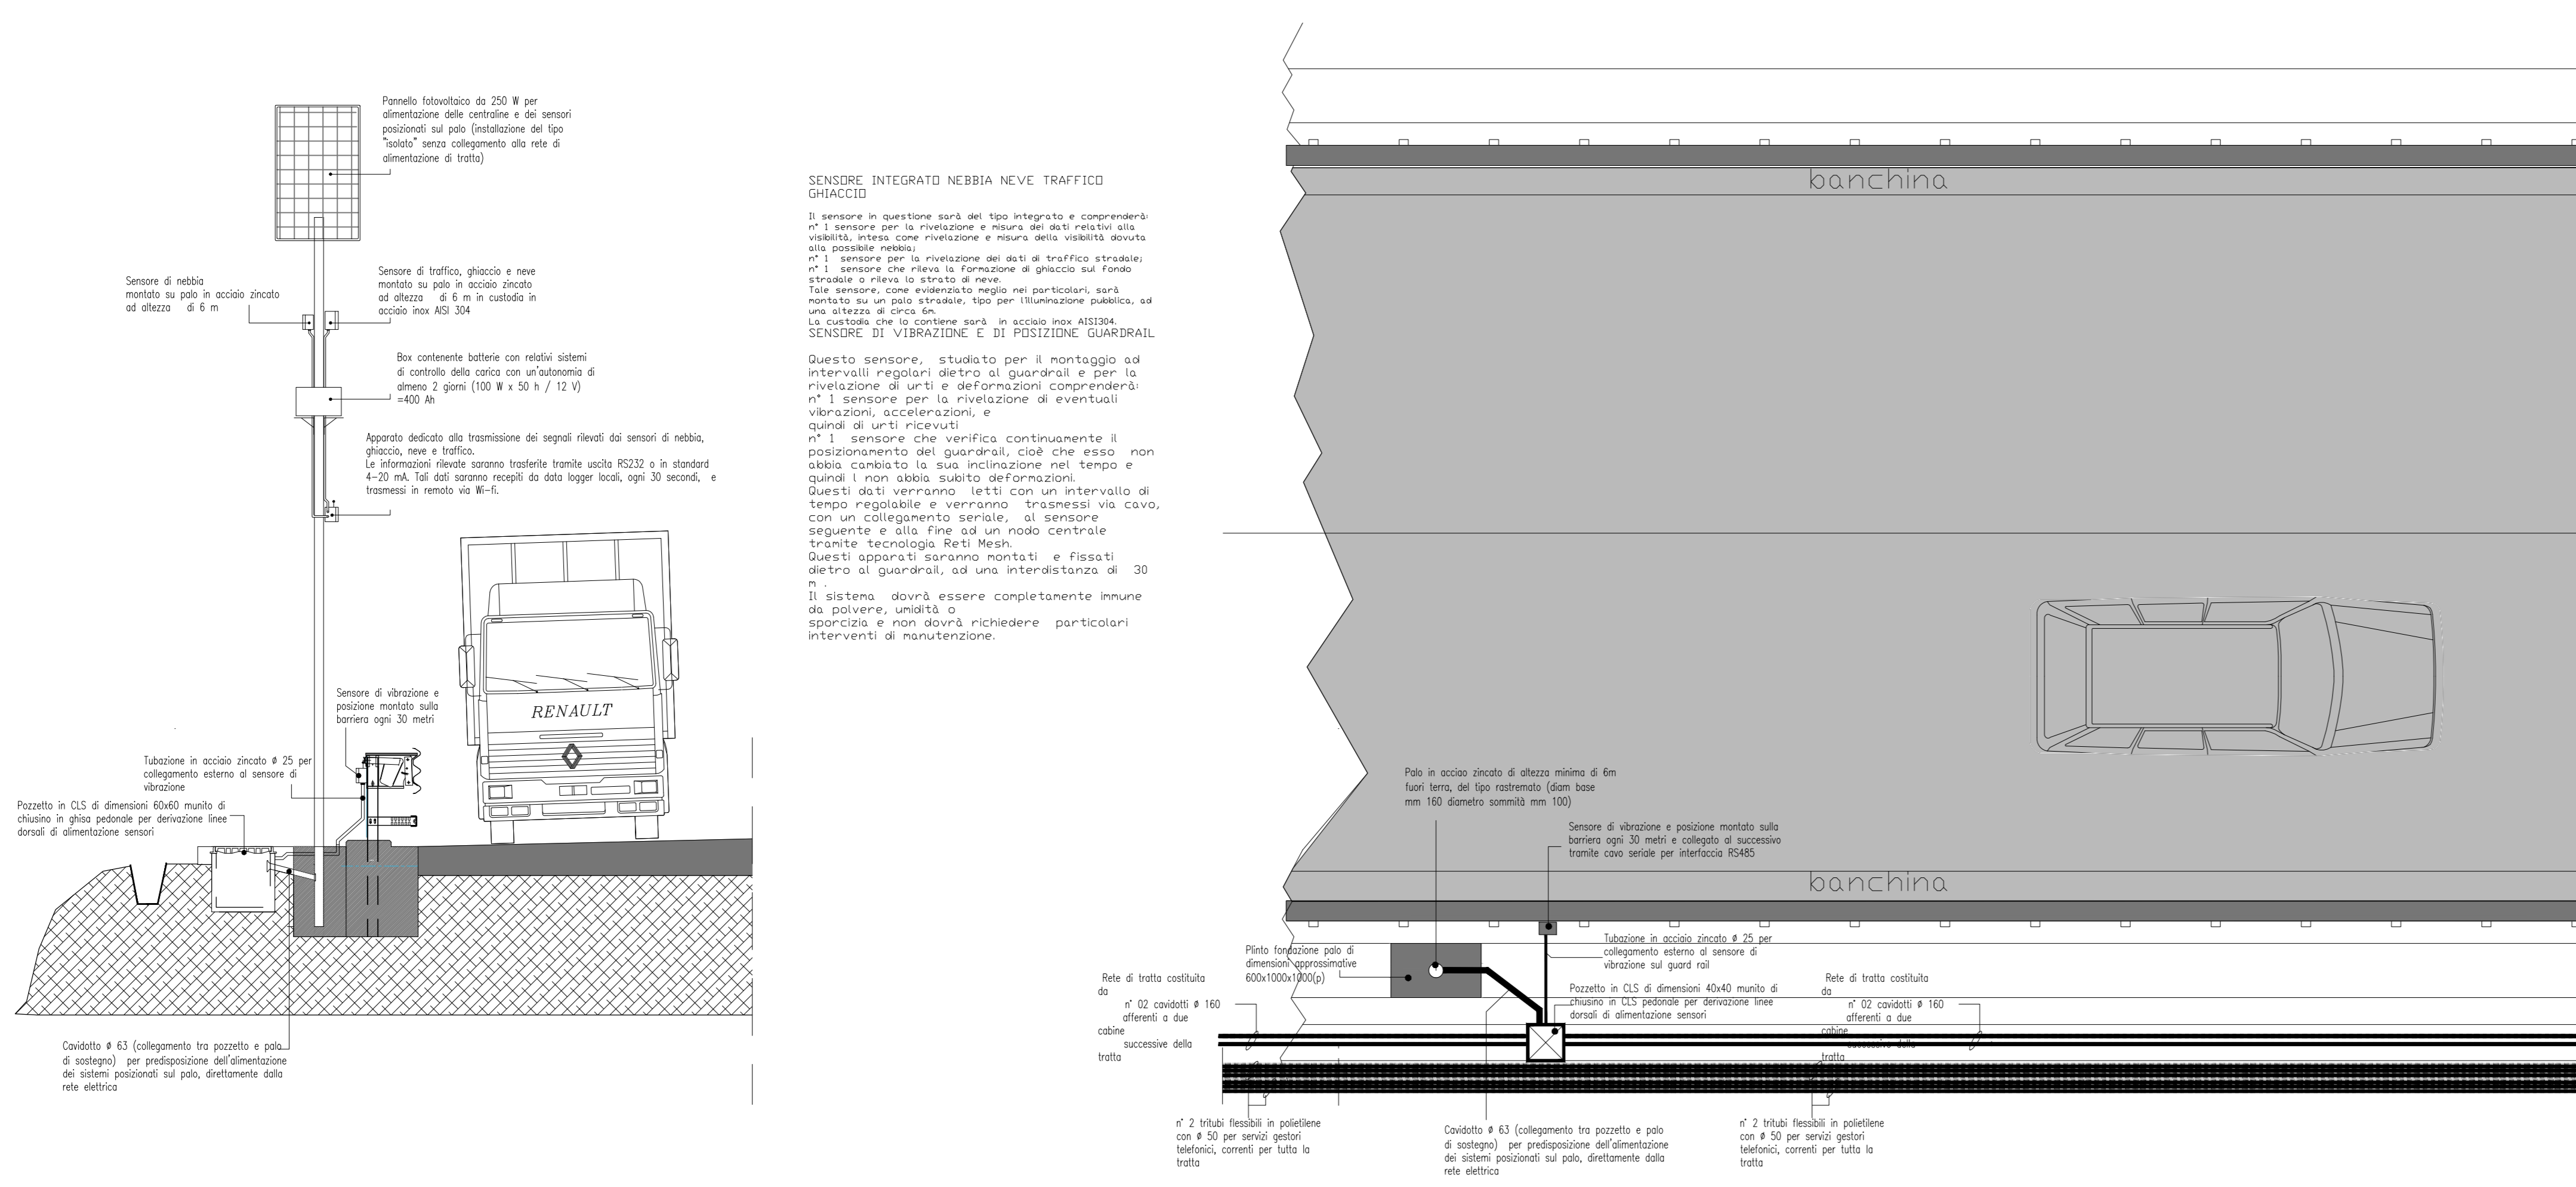 Pannello fotovoltaico da 250 W per
alimentazione delle centraline e dei sensori
posizionati sul palo (installazione del tipo
"isolato" senza collegamento alla rete di
alimentazione di tratta)
Sensore di nebbia
montato su palo in acciaio zincato
ad altezza di 6 m
Sensore di traffico, ghiaccio e neve
montato su palo in acciaio zincato
ad altezza di 6 m in custodia in
acciaio inox AISI 304
Box contenente batterie con relativi sistemi
di controllo della carica con un'autonomia di
almeno 2 giorni (100 W x 50 h / 12 V)
=400 Ah
Apparato dedicato alla trasmissione dei segnali rilevati dai sensori di nebbia,
ghiaccio, neve e traffico.
Le informazioni rilevate saranno trasferite tramite uscita RS232 o in standard
4-20 mA. Tali dati saranno recepiti da data logger locali, ogni 30 secondi, e
trasmessi in remoto via Wi-fi.
RENAULT
Sensore di vibrazione e
posizione montato sulla
barriera ogni 30 metri
Tubazione in acciaio zincato ø 25 per
collegamento esterno al sensore di
vibrazione
Pozzetto in CLS di dimensioni 60x60 munito di
chiusino in ghisa pedonale per derivazione linee
dorsali di alimentazione sensori
Cavidotto ø 63 (collegamento tra pozzetto e palo
di sostegno) per predisposizione dell'alimentazione
dei sistemi posizionati sul palo, direttamente dalla
rete elettrica
SENSORE INTEGRATO NEBBIA NEVE TRAFFICO
GHIACCIO
Il sensore in questione sarà del tipo integrato e comprenderà:
n° 1 sensore per la rivelazione e misura dei dati relativi alla
visibilità, intesa come rivelazione e misura della visibilità dovuta
alla possibile nebbia;
n° 1 sensore per la rivelazione dei dati di traffico stradale;
n° 1 sensore che rileva la formazione di ghiaccio sul fondo
stradale o rileva lo strato di neve.
Tale sensore, come evidenziato meglio nei particolari, sarà
montato su un palo stradale, tipo per l'illuminazione pubblica, ad
una altezza di circa 6m.
La custodia che lo contiene sarà in acciaio inox AISI304.
SENSORE DI VIBRAZIONE E DI POSIZIONE GUARDRAIL
Questo sensore, studiato per il montaggio ad
intervalli regolari dietro al guardrail e per la
rivelazione di urti e deformazioni comprenderà:
n° 1 sensore per la rivelazione di eventuali
vibrazioni, accelerazioni, e
quindi di urti ricevuti
n° 1 sensore che verifica continuamente il
posizionamento del guardrail, cioè che esso non
abbia cambiato la sua inclinazione nel tempo e
quindi l non abbia subito deformazioni.
Questi dati verranno letti con un intervallo di
tempo regolabile e verranno trasmessi via cavo,
con un collegamento seriale, al sensore
seguente e alla fine ad un nodo centrale
tramite tecnologia Reti Mesh.
Questi apparati saranno montati e fissati
dietro al guardrail, ad una interdistanza di 30
m .
Il sistema dovrà essere completamente immune
da polvere, umidità o
sporcizia e non dovrà richiedere particolari
interventi di manutenzione.
banchina
Palo in acciao zincato di altezza minima di 6m
fuori terra, del tipo rastremato (diam base
mm 160 diametro sommità mm 100)
Sensore di vibrazione e posizione montato sulla
barriera ogni 30 metri e collegato al successivo
tramite cavo seriale per interfaccia RS485
banchina
Plinto fondazione palo di
dimensioni approssimative
600x1000x1000(p)
Tubazione in acciaio zincato ø 25 per
collegamento esterno al sensore di
vibrazione sul guard rail
Pozzetto in CLS di dimensioni 40x40 munito di
chiusino in CLS pedonale per derivazione linee
dorsali di alimentazione sensori
Rete di tratta costituita
da
n° 02 cavidotti ø 160
afferenti a due
cabine
successive della
tratta
Rete di tratta costituita
da
n° 02 cavidotti ø 160
afferenti a due
cabine
successive della
tratta
n° 2 tritubi flessibili in polietilene
con ø 50 per servizi gestori
telefonici, correnti per tutta la
tratta
Cavidotto ø 63 (collegamento tra pozzetto e palo
di sostegno) per predisposizione dell'alimentazione
dei sistemi posizionati sul palo, direttamente dalla
rete elettrica
n° 2 tritubi flessibili in polietilene
con ø 50 per servizi gestori
telefonici, correnti per tutta la
tratta